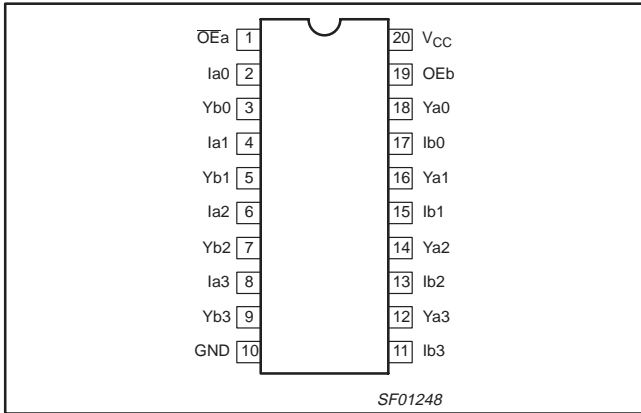 O̅E̅a 1 20 VCC
Ia0 2 19 OEb
Yb0 3 18 Ya0
Ia1 4 17 Ib0
Yb1 5 16 Ya1
Ia2 6 15 Ib1
Yb2 7 14 Ya2
Ia3 8 13 Ib2
Yb3 9 12 Ya3
GND 10 11 Ib3
SF01248